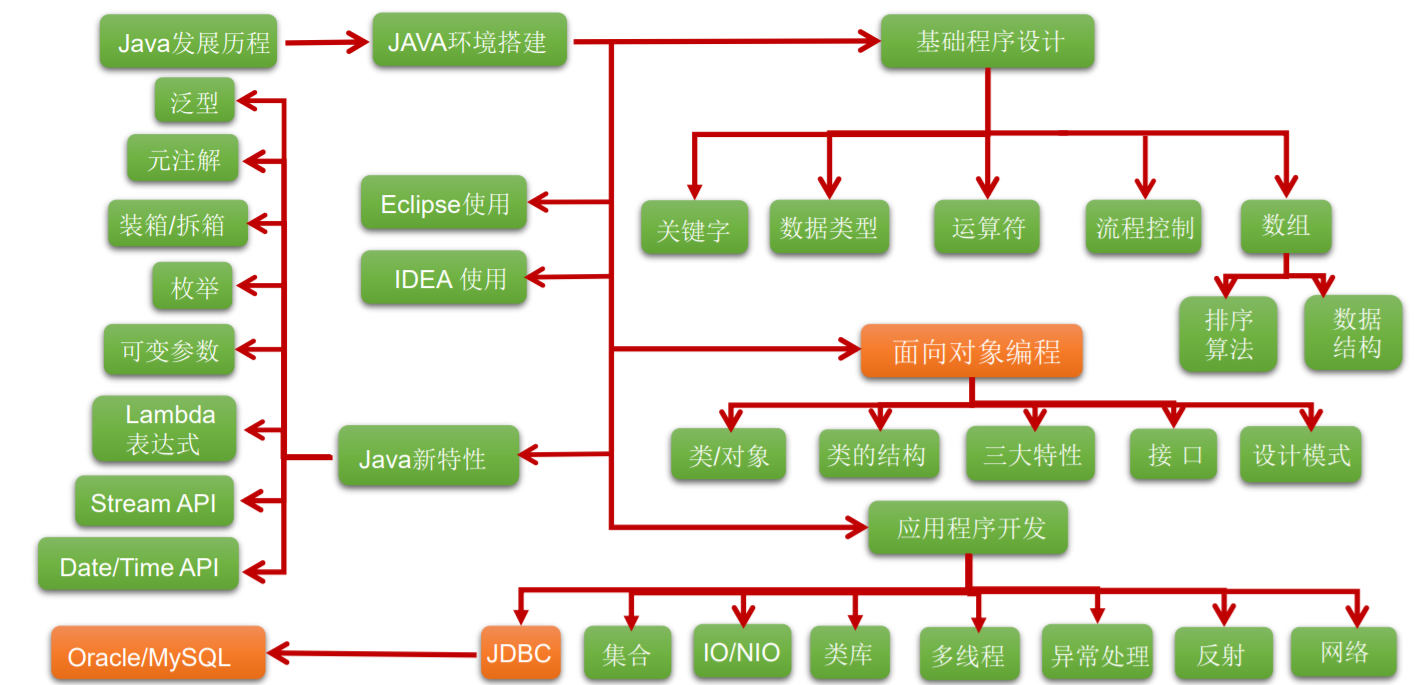 Java发展历程
JAVA环境搭建
基础程序设计
泛型
元注解
装箱/拆箱
枚举
可变参数
Lambda
表达式
Stream API
Date/Time API
Eclipse使用
IDEA 使用
Java新特性
关键字
数据类型
运算符
流程控制
数组
排序
算法
数据
结构
面向对象编程
类/对象
类的结构
三大特性
接 口
设计模式
应用程序开发
Oracle/MySQL
JDBC
集合
IO/NIO
类库
多线程
异常处理
反射
网络